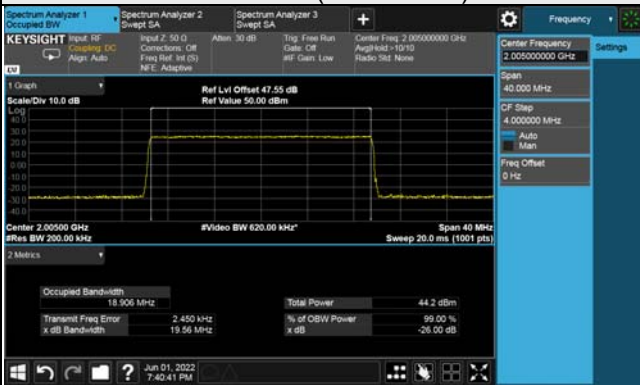 Spectrum Analyzer 1
Occupied BW
Spectrum Analyzer 2
Swept SA
Spectrum Analyzer 3
Swept SA
Frequency
KEYSIGHT
Input: RF
Coupling: DC
Align: Auto
Input Z: 50 Ω
Corrections: Off
Freq Ref: Int (S)
NFE: Adaptive
Atten: 30 dB
Trig: Free Run
Gate: Off
#IF Gain: Low
Center Freq: 2.005000000 GHz
Avg|Hold:>10/10
Radio Std: None
Center Frequency
2.005000000 GHz
Settings
Span
40.000 MHz
CF Step
4.000000 MHz
Auto
Man
Freq Offset
0 Hz
1 Graph
Scale/Div 10.0 dB
Ref Lvl Offset 47.55 dB
Ref Value 50.00 dBm
Log
40.0
30.0
20.0
10.0
0.00
-10.0
-20.0
-30.0
-40.0
Center 2.00500 GHz
#Res BW 200.00 kHz
#Video BW 620.00 kHz*
Span 40 MHz
Sweep 20.0 ms (1001 pts)
2 Metrics
Occupied Bandwidth
18.906 MHz
Total Power 44.2 dBm
Transmit Freq Error 2.450 kHz
% of OBW Power 99.00 %
x dB Bandwidth 19.56 MHz
x dB -26.00 dB
?
Jun 01, 2022
7:40:41 PM